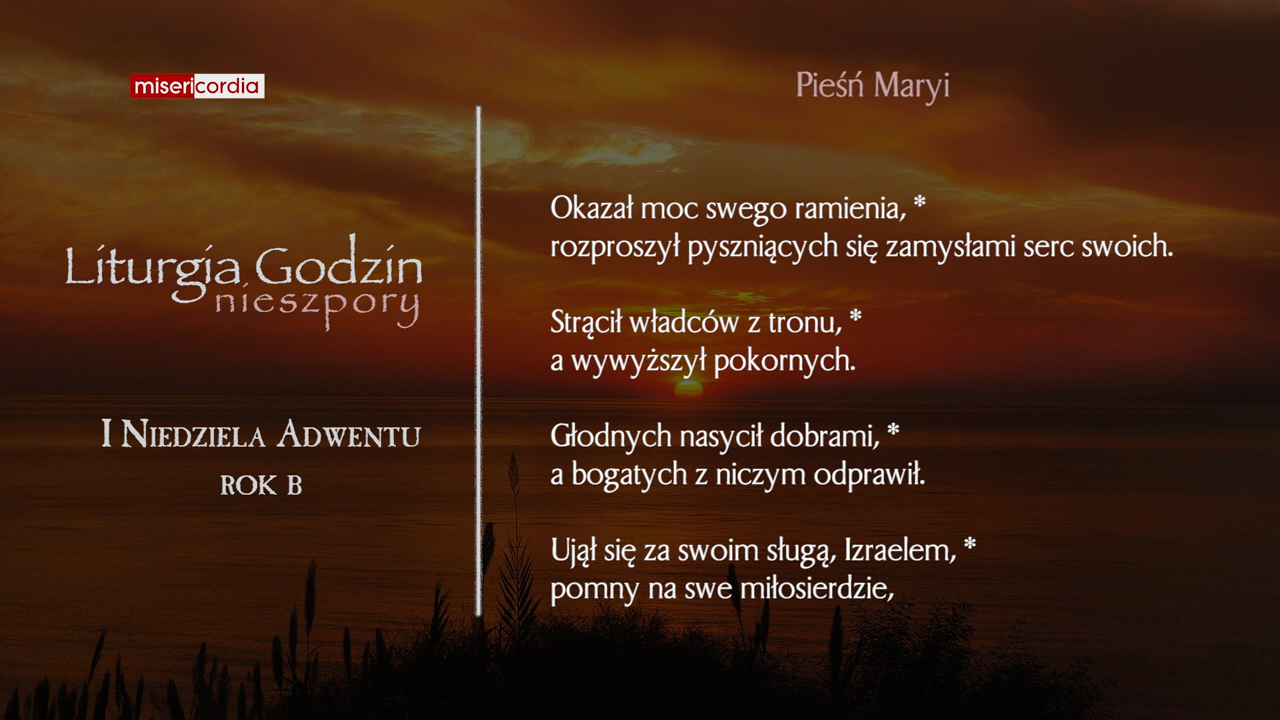 misericordia
Pieśń Maryi
Liturgia Godzin
nieszpory
I Niedziela Adwentu
rok B
Okazał moc swego ramienia, *
rozproszył pyszniących się zamysłami serc swoich.
Strącił władców z tronu, *
a wywyższył pokornych.
Głodnych nasycił dobrami, *
a bogatych z niczym odprawił.
Ujął się za swoim sługą, Izraelem, *
pomny na swe miłosierdzie,